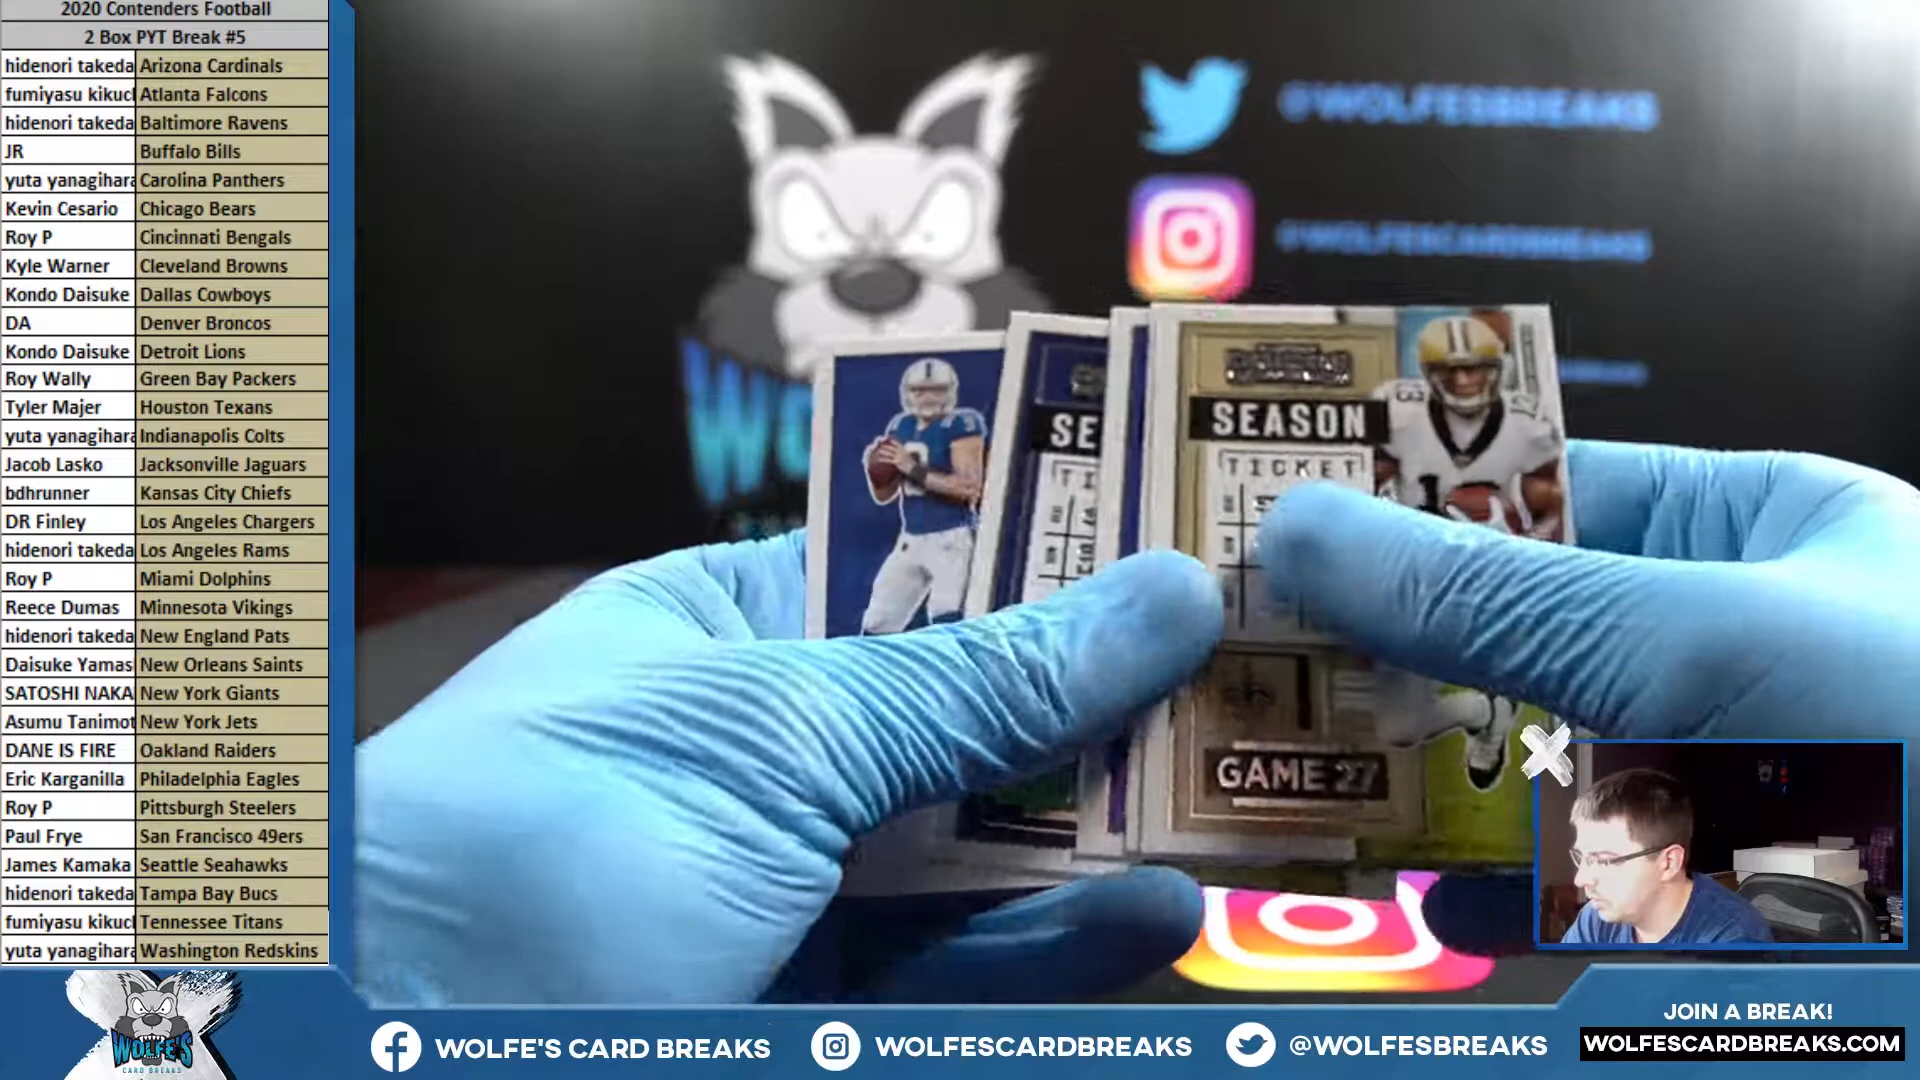 2020 Contenders Football
2 Box PYT Break #5
hidenori takeda Arizona Cardinals
fumiyasu kikucl Atlanta Falcons
hidenori takeda Baltimore Ravens
JR Buffalo Bills
yuta yanagihara Carolina Panthers
Kevin Cesario Chicago Bears
Roy P Cincinnati Bengals
Kyle Warner Cleveland Browns
Kondo Daisuke Dallas Cowboys
DA Denver Broncos
Kondo Daisuke Detroit Lions
Roy Wally Green Bay Packers
Tyler Majer Houston Texans
yuta yanagihara Indianapolis Colts
Jacob Lasko Jacksonville Jaguars
bdhrunner Kansas City Chiefs
DR Finley Los Angeles Chargers
hidenori takeda Los Angeles Rams
Roy P Miami Dolphins
Reece Dumas Minnesota Vikings
hidenori takeda New England Pats
Daisuke Yamas New Orleans Saints
SATOSHI NAKA New York Giants
Asumu Tanimot New York Jets
DANE IS FIRE Oakland Raiders
Eric Karganilla Philadelphia Eagles
Roy P Pittsburgh Steelers
Paul Frye San Francisco 49ers
James Kamaka Seattle Seahawks
hidenori takeda Tampa Bay Bucs
fumiyasu kikucl Tennessee Titans
yuta yanagihara Washington Redskins
@WOLFESBREAKS
@WOLFESCARDBREAKS
WO
SE
TI
SEASON
TICKET
13
GAME 27
WOLFE'S
CARD BREAKS
WOLFE'S CARD BREAKS
WOLFESCARDBREAKS
@WOLFESBREAKS
JOIN A BREAK!
WOLFESCARDBREAKS.COM